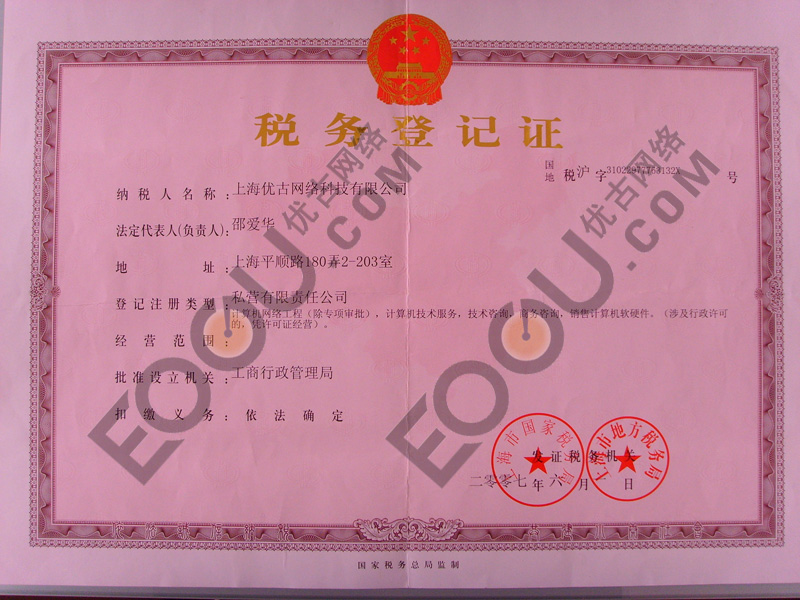 税务登记证
国地 税 沪 字 号
纳税人名称：上海优古网络科技有限公司
法定代表人(负责人)：邵爱华
地址：上海平顺路180弄2-203室
登记注册类型：私营有限责任公司
计算机网络工程（除专项审批），计算机技术服务，技术咨询，商务咨询，销售计算机软硬件。（涉及行政许可
的，凭许可证经营）。
经营范围：
批准设立机关：工商行政管理局
扣缴义务：依法确定
上海市国家税务局
上海市地方税务局
发证税务机关
二〇〇七年六月 日
国家税务总局监制
EOOU.COM
优古网络
EOOU.COM
优古网络